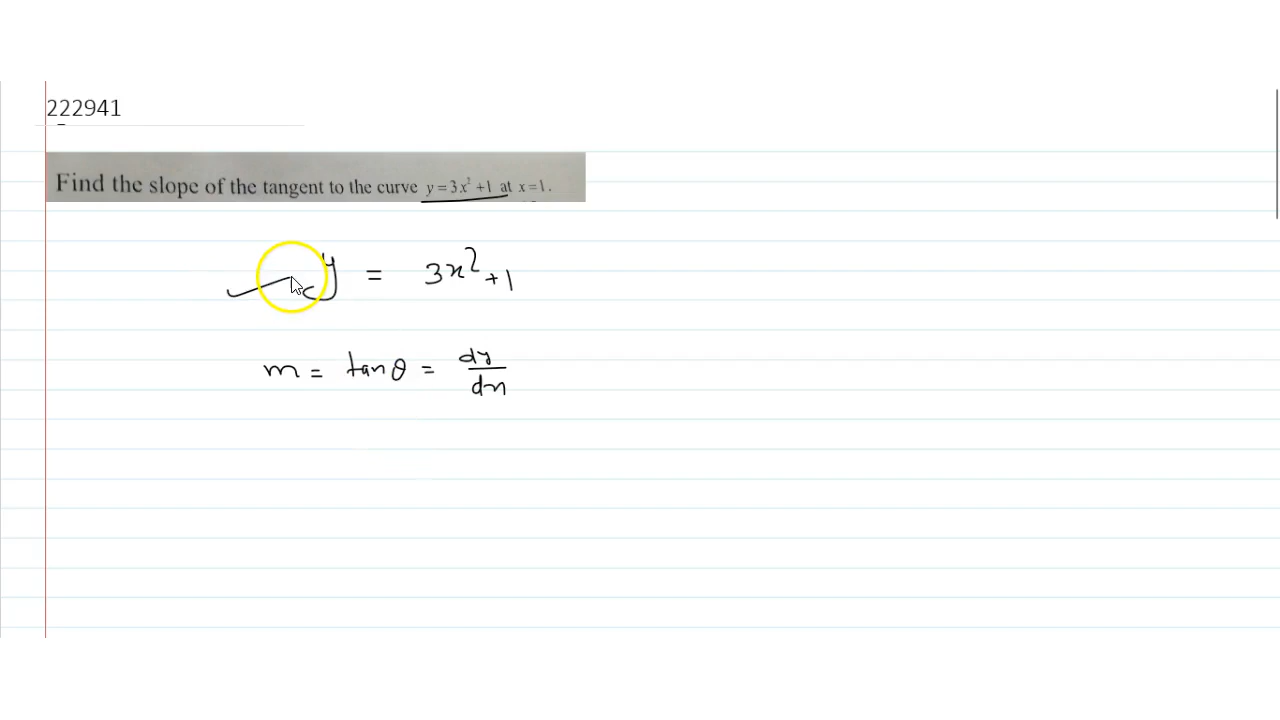 222941
Find the slope of the tangent to the curve y=3x²+1 at x=1.
y = 3x²+1
m = tanθ = dy/dx